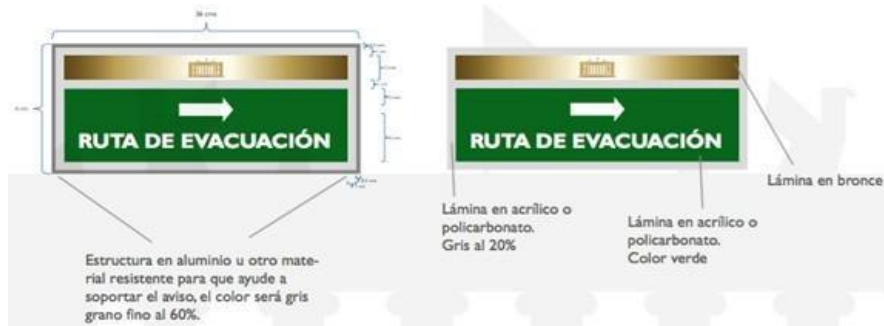 36 cms
RUTA DE EVACUACIÓN
Estructura en aluminio u otro mate-
rial resistente para que ayude a
soportar el aviso, el color será gris
grano fino al 60%.
RUTA DE EVACUACIÓN
Lámina en bronce
Lámina en acrílico o
policarbonato.
Gris al 20%
Lámina en acrílico o
policarbonato.
Color verde